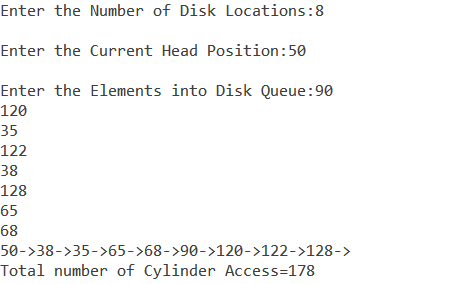 Enter the Number of Disk Locations:8
Enter the Current Head Position:50
Enter the Elements into Disk Queue:90
120
35
122
38
128
65
68
50->38->35->65->68->90->120->122->128->
Total number of Cylinder Access=178